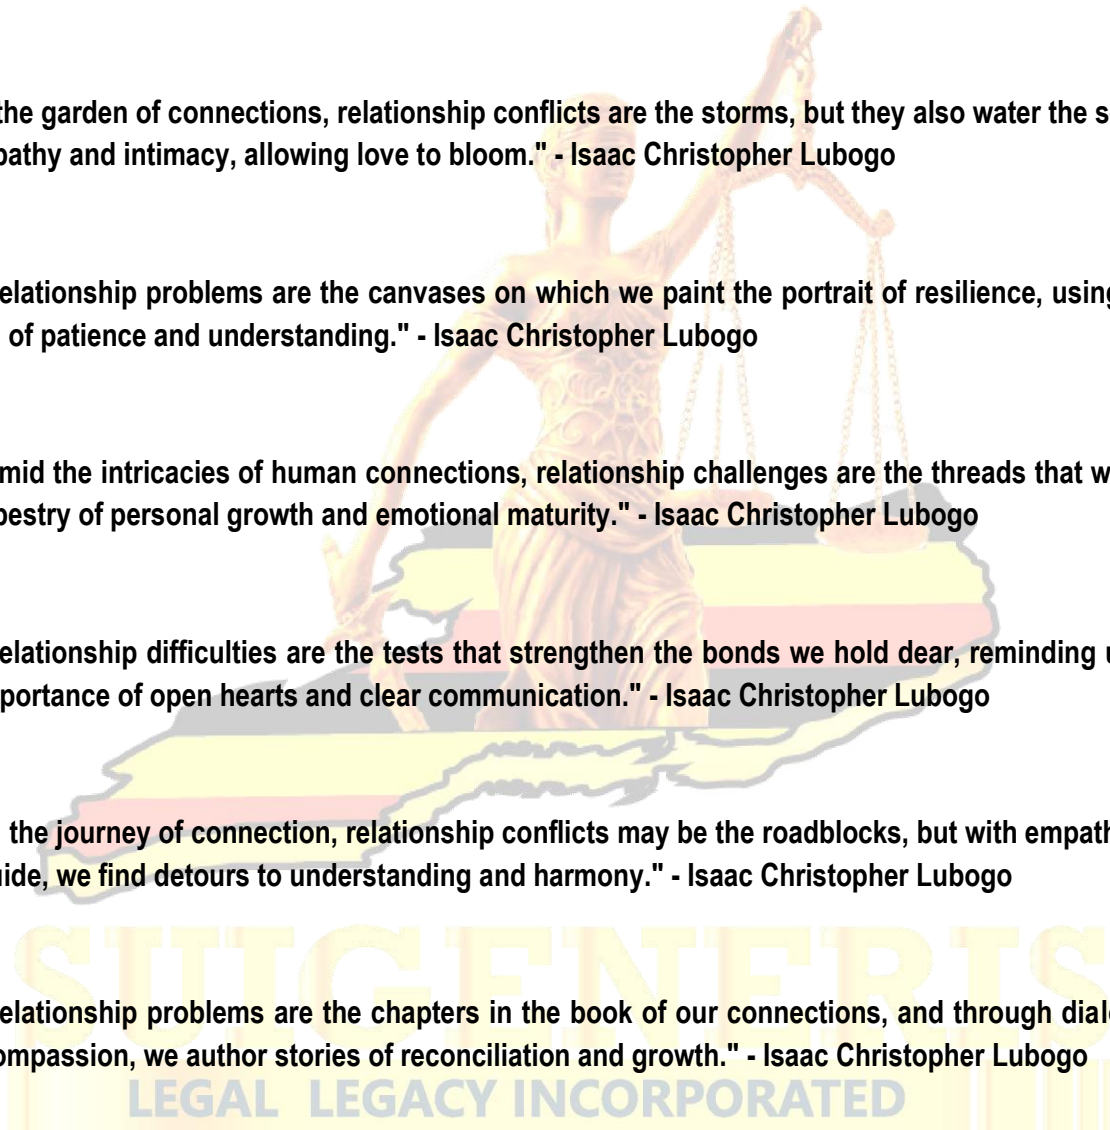 the garden of connections, relationship conflicts are the storms, but they also water the s
pathy and intimacy, allowing love to bloom." - Isaac Christopher Lubogo
elationship problems are the canvases on which we paint the portrait of resilience, using
of patience and understanding." - Isaac Christopher Lubogo
mid the intricacies of human connections, relationship challenges are the threads that w
pestry of personal growth and emotional maturity." - Isaac Christopher Lubogo
elationship difficulties are the tests that strengthen the bonds we hold dear, reminding u
portance of open hearts and clear communication." - Isaac Christopher Lubogo
the journey of connection, relationship conflicts may be the roadblocks, but with empath
uide, we find detours to understanding and harmony." - Isaac Christopher Lubogo
SUIGENERIS
elationship problems are the chapters in the book of our connections, and through dial
ompassion, we author stories of reconciliation and growth." - Isaac Christopher Lubogo
LEGAL LEGACY INCORPORATED